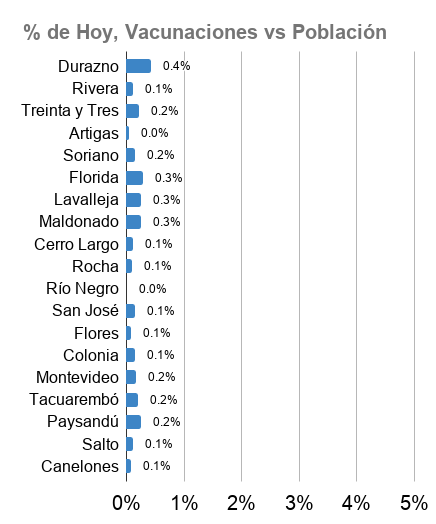 % de Hoy, Vacunaciones vs Población
Durazno 0.4%
Rivera 0.1%
Treinta y Tres 0.2%
Artigas 0.0%
Soriano 0.2%
Florida 0.3%
Lavalleja 0.3%
Maldonado 0.3%
Cerro Largo 0.1%
Rocha 0.1%
Río Negro 0.0%
San José 0.1%
Flores 0.1%
Colonia 0.1%
Montevideo 0.2%
Tacuarembó 0.2%
Paysandú 0.2%
Salto 0.1%
Canelones 0.1%
0% 1% 2% 3% 4% 5%